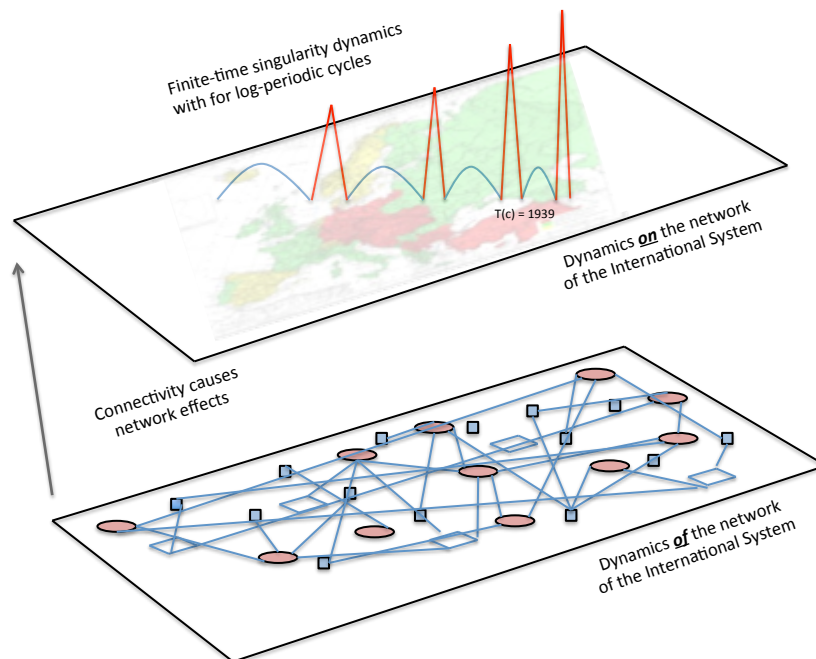 Finite-time singularity dynamics
with for log-periodic cycles
T(c) = 1939
Dynamics on the network
of the International System
Connectivity causes
network effects
Dynamics of the network
of the International System